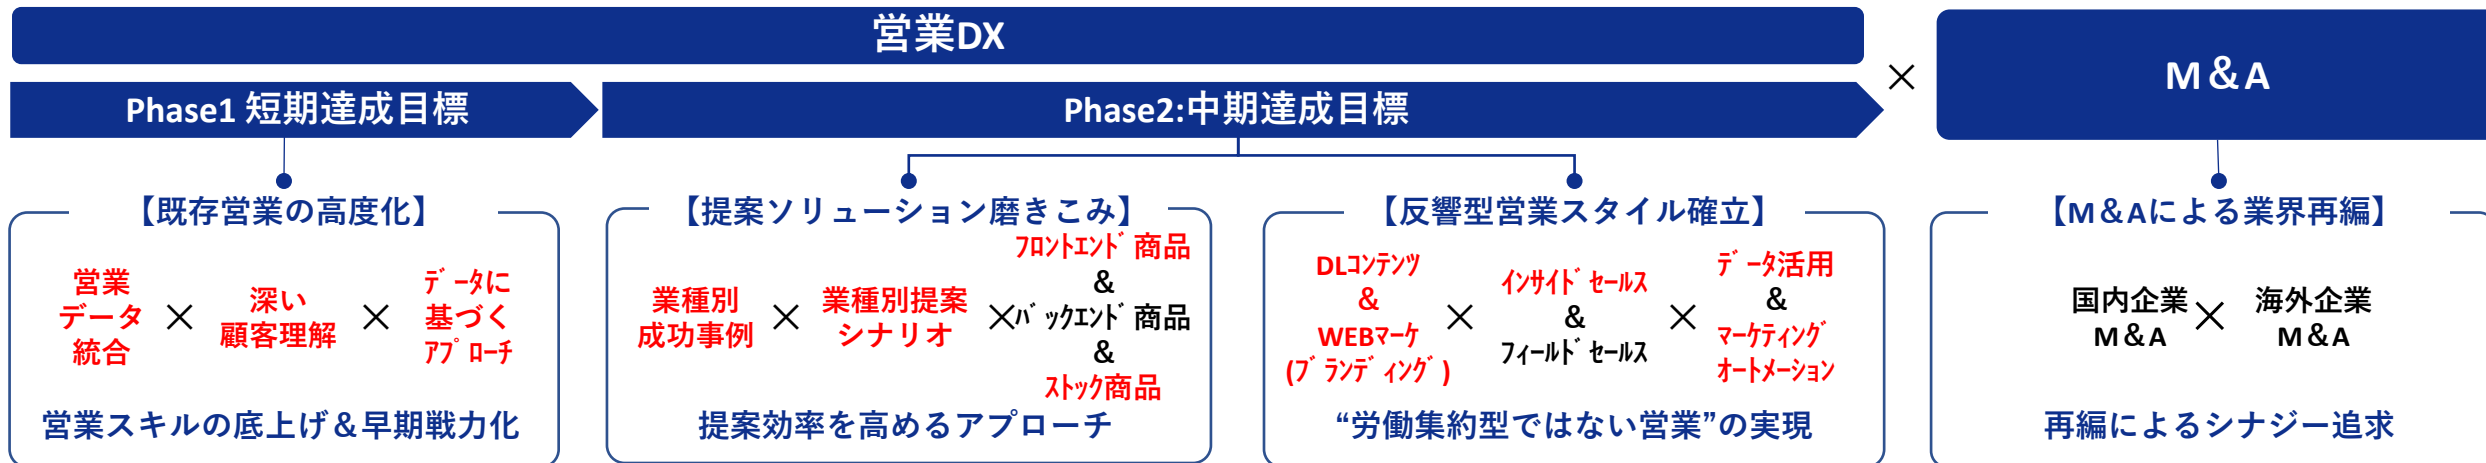 営業DX
×
M&A
Phase1 短期達成目標
Phase2:中期達成目標
【既存営業の高度化】
営業
データ
統合
×
深い
顧客理解
×
ﾃﾞｰﾀに
基づく
ｱﾌﾟﾛｰﾁ
営業スキルの底上げ&早期戦力化
【提案ソリューション磨きこみ】
業種別
成功事例
×
業種別提案
シナリオ
×
ﾌﾛﾝﾄｴﾝﾄﾞ商品
&
ﾊﾞｯｸｴﾝﾄﾞ商品
&
ｽﾄｯｸ商品
提案効率を高めるアプローチ
【反響型営業スタイル確立】
DLｺﾝﾃﾝﾂ
&
WEBﾏｰｹ
(ﾌﾞﾗﾝﾃﾞｨﾝｸﾞ)
×
ｲﾝｻｲﾄﾞｾｰﾙｽ
&
ﾌｨｰﾙﾄﾞｾｰﾙｽ
×
ﾃﾞｰﾀ活用
&
ﾏｰｹﾃｨﾝｸﾞ
ｵｰﾄﾒｰｼｮﾝ
“労働集約型ではない営業”の実現
【M&Aによる業界再編】
国内企業
M&A
×
海外企業
M&A
再編によるシナジー追求